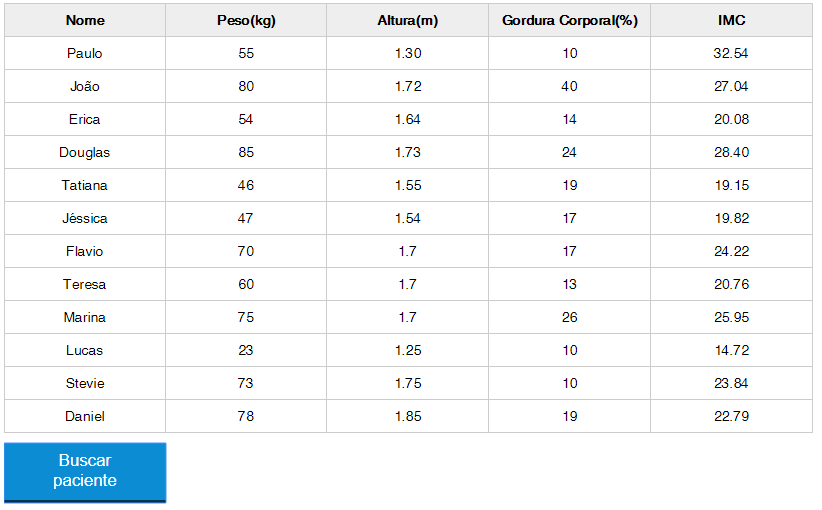 Nome Peso(kg) Altura(m) Gordura Corporal(%) IMC
Paulo 55 1.30 10 32.54
João 80 1.72 40 27.04
Erica 54 1.64 14 20.08
Douglas 85 1.73 24 28.40
Tatiana 46 1.55 19 19.15
Jéssica 47 1.54 17 19.82
Flavio 70 1.7 17 24.22
Teresa 60 1.7 13 20.76
Marina 75 1.7 26 25.95
Lucas 23 1.25 10 14.72
Stevie 73 1.75 10 23.84
Daniel 78 1.85 19 22.79
Buscar
paciente